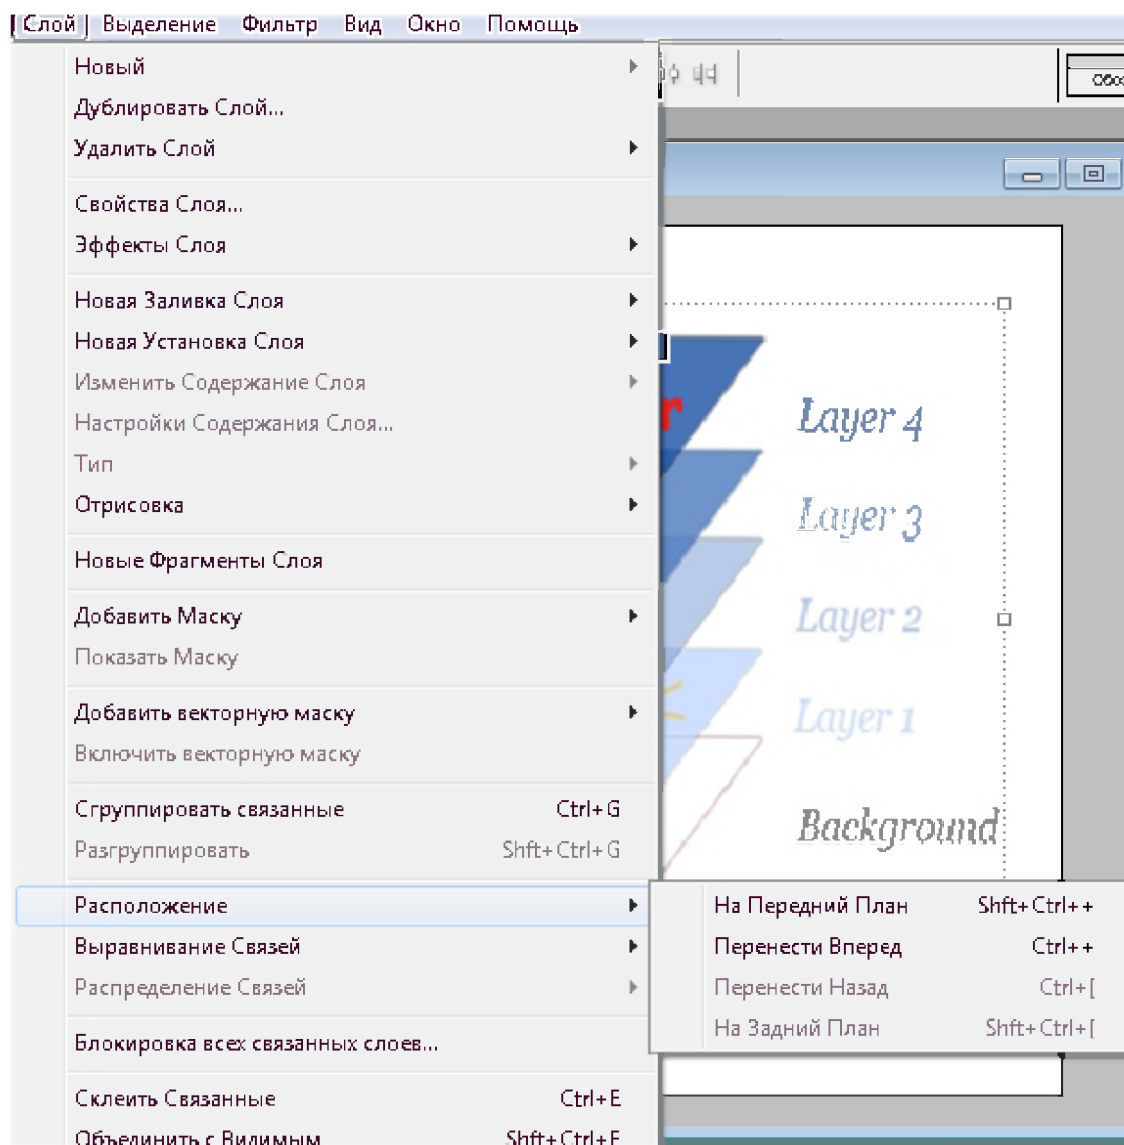 Слой Выделение Фильтр Вид Окно Помощь
Новый
Дублировать Слой...
Удалить Слой
Свойства Слоя...
Эффекты Слоя
Новая Заливка Слоя
Новая Установка Слоя
Изменить Содержание Слоя
Настройки Содержания Слоя...
Тип
Отрисовка
Новые Фрагменты Слоя
Добавить Маску
Показать Маску
Добавить векторную маску
Включить векторную маску
Сгруппировать связанные Ctrl+G
Разгруппировать Shft+Ctrl+G
Расположение
Выравнивание Связей
Распределение Связей
Блокировка всех связанных слоев...
Склеить Связанные Ctrl+E
Объединить с Видимым Shft+Ctrl+E
На Передний План Shft+Ctrl++
Перенести Вперед Ctrl++
Перенести Назад Ctrl+[
На Задний План Shft+Ctrl+[
r
Layer 4
Layer 3
Layer 2
Layer 1
Background